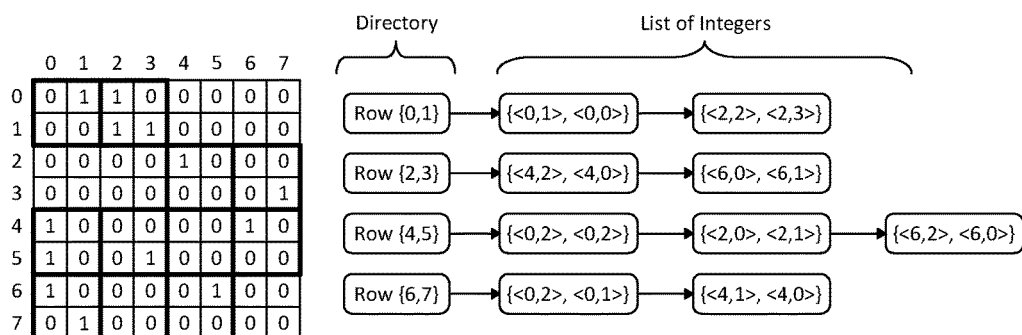 Directory List of Integers
0 1 2 3 4 5 6 7
0 0 1 1 0 0 0 0 0
1 0 0 1 1 0 0 0 0
Row {0,1} {<0,1>, <0,0>} {<2,2>, <2,3>}
2 0 0 0 0 1 0 0 0
3 0 0 0 0 0 0 0 1
Row {2,3} {<4,2>, <4,0>} {<6,0>, <6,1>}
4 1 0 0 0 0 0 1 0
5 1 0 0 1 0 0 0 0
Row {4,5} {<0,2>, <0,2>} {<2,0>, <2,1>} {<6,2>, <6,0>}
6 1 0 0 0 0 1 0 0
7 0 1 0 0 0 0 0 0
Row {6,7} {<0,2>, <0,1>} {<4,1>, <4,0>}